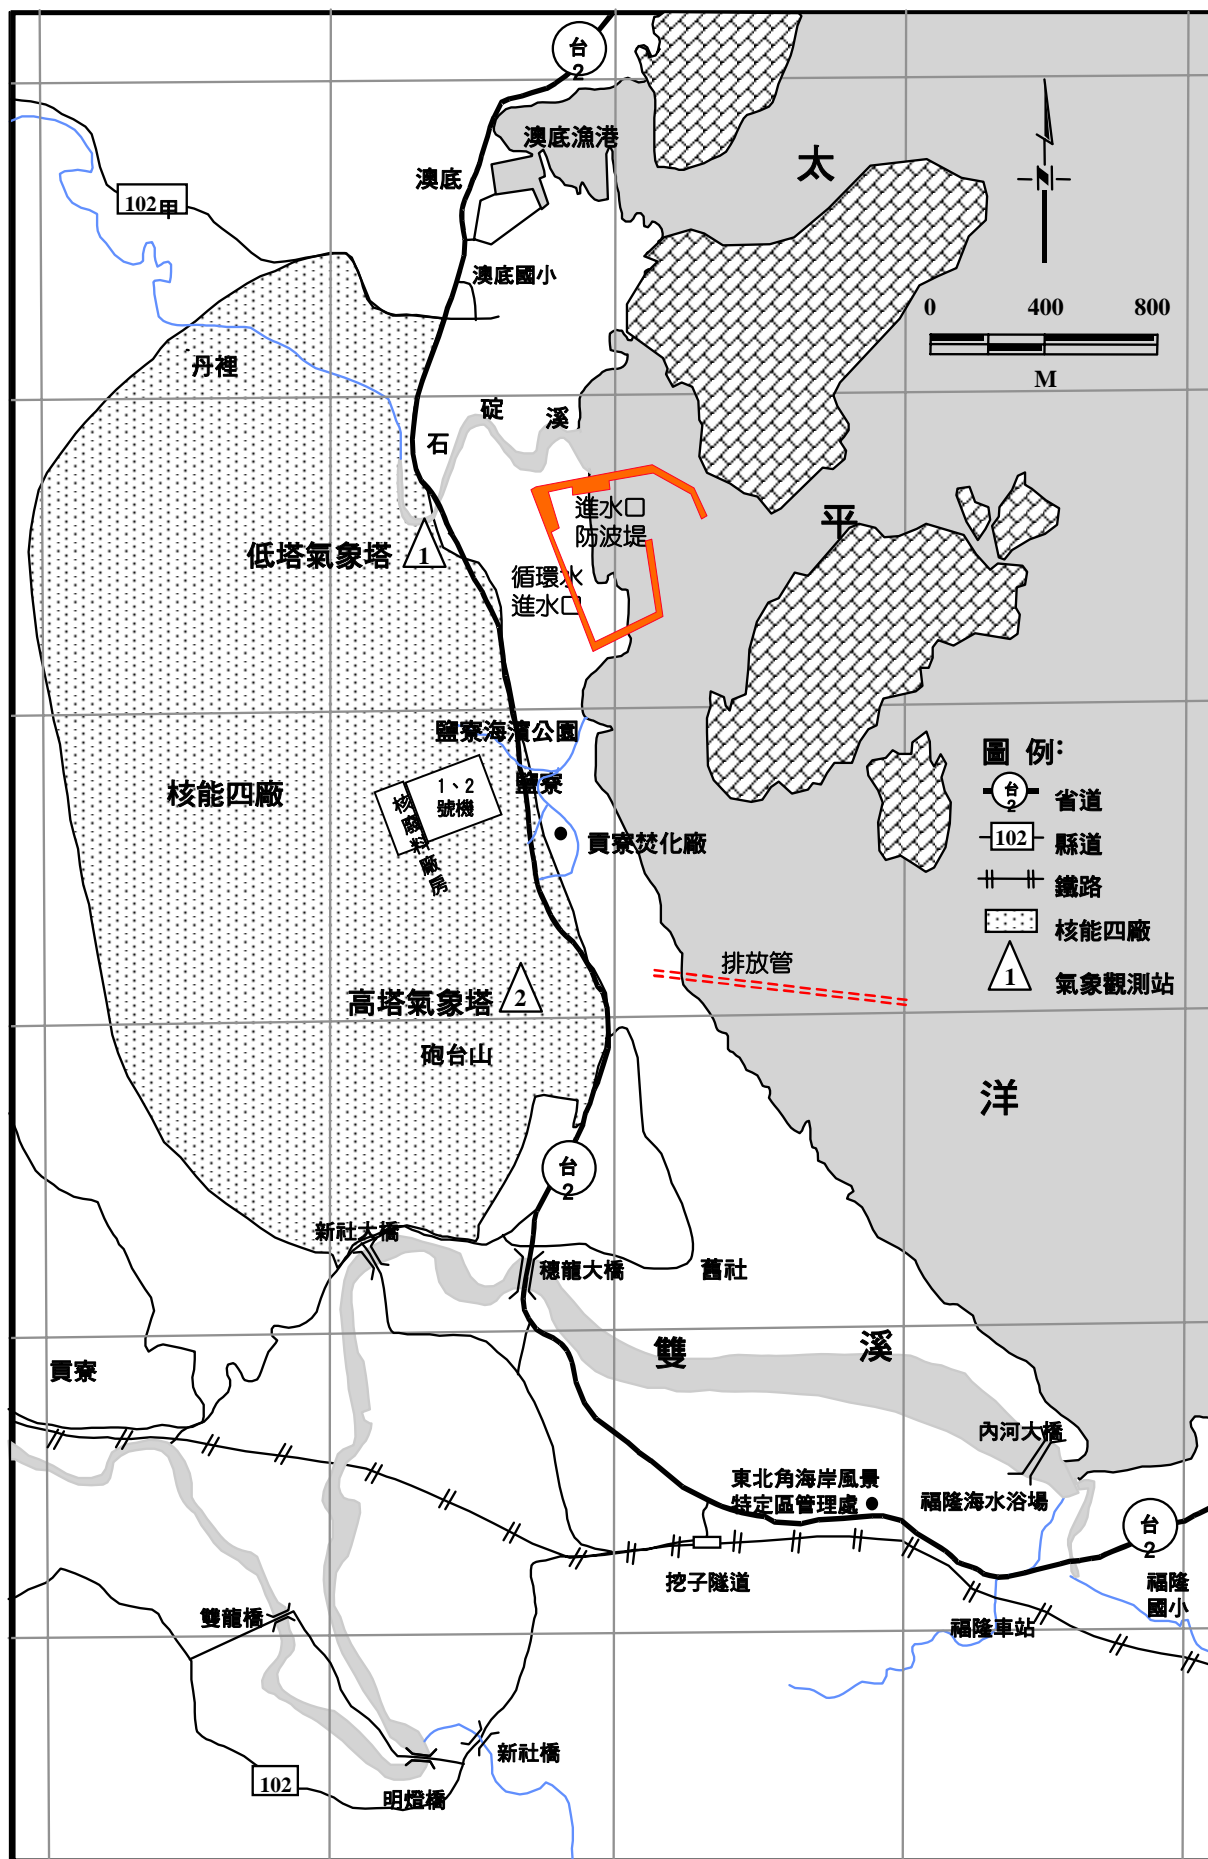 台
2
澳底漁港
太
澳底
102甲
N
澳底國小
0 400 800
M
丹裡
石
碇
溪
進水口
防波堤
平
低塔氣象塔
1
循環水
進水口
鹽寮海濱公園
核能四廠
1、2
號機
核廢料廠房
鹽寮
貢寮焚化廠
圖 例:
台
2
省道
102
縣道
鐵路
核能四廠
1
氣象觀測站
排放管
高塔氣象塔
2
砲台山
洋
台
2
新社大橋
穗龍大橋
舊社
雙
溪
貢寮
內河大橋
東北角海岸風景
特定區管理處
福隆海水浴場
台
2
挖子隧道
福隆
國小
雙龍橋
福隆車站
新社橋
102
明燈橋